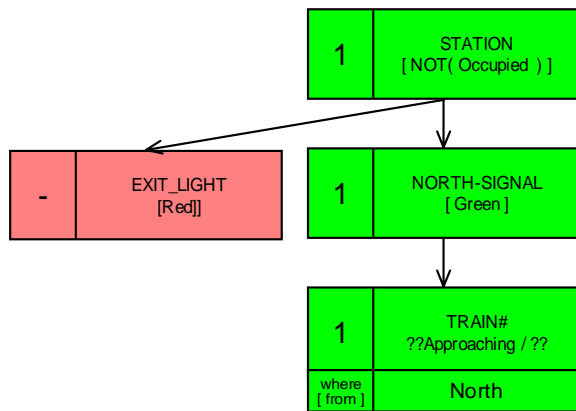 1
STATION
[ NOT( Occupied ) ]
-
EXIT_LIGHT
[Red]]
1
NORTH-SIGNAL
[ Green ]
1
TRAIN#
??Approaching / ??
where
[ from ]
North